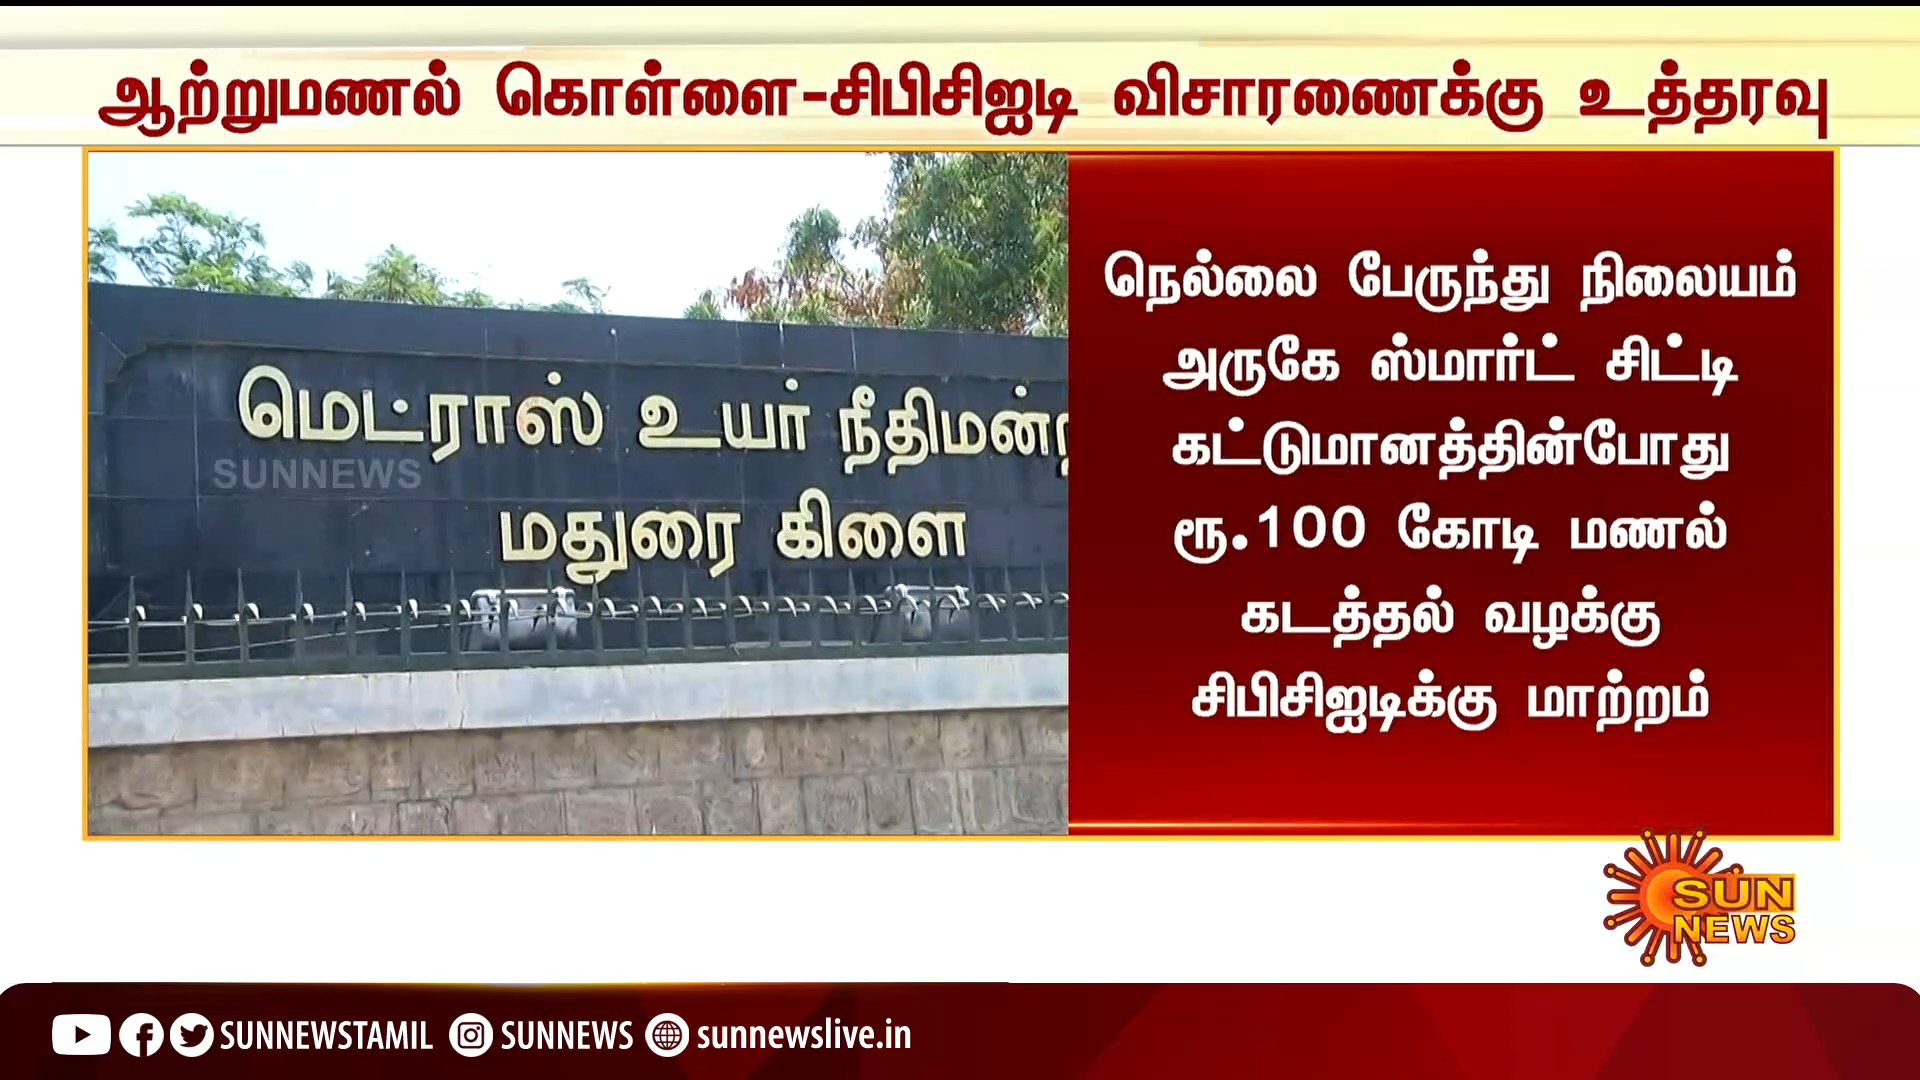 ஆற்றுமணல் கொள்ளை-சிபிசிஐடி விசாரணைக்கு உத்தரவு
மெட்ராஸ் உயர் நீதிமன்ற
SUNNEWS
மதுரை கிளை
நெல்லை பேருந்து நிலையம்
அருகே ஸ்மார்ட் சிட்டி
கட்டுமானத்தின்போது
ரூ.100 கோடி மணல்
கடத்தல் வழக்கு
சிபிசிஐடிக்கு மாற்றம்
SUN
NEWS
SUNNEWSTAMIL SUNNEWS sunnewslive.in